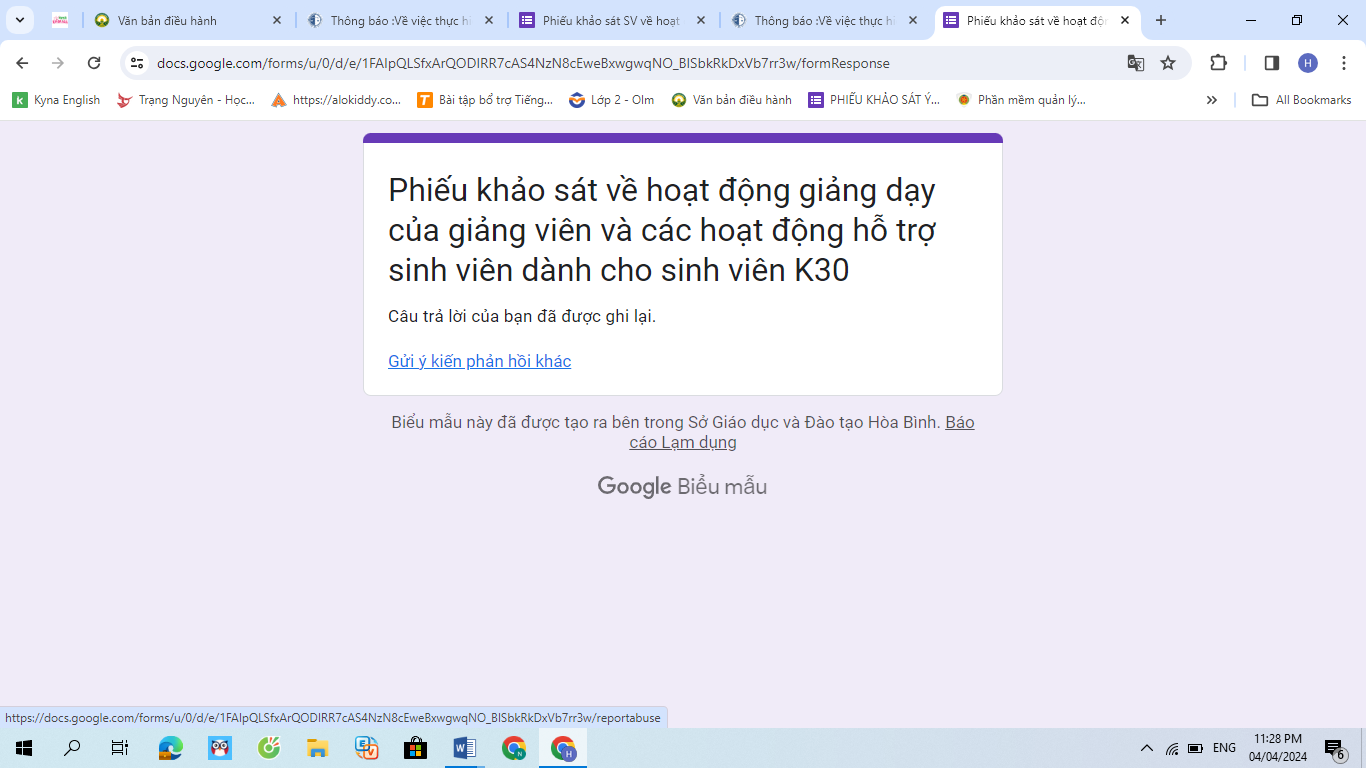 Văn bản điều hành
Thông báo :Về việc thực hi
Phiếu khảo sát SV về hoạt
Thông báo :Về việc thực hi
Phiếu khảo sát về hoạt độn
docs.google.com/forms/u/0/d/e/1FAIpQLSfxArQODIRR7cAS4NzN8cEweBxwgwqNO_BISbkRkDxVb7rr3w/formResponse
H
Kyna English
Trạng Nguyên - Học...
https://alokiddy.co...
Bài tập bổ trợ Tiếng...
Lớp 2 - Olm
Văn bản điều hành
PHIẾU KHẢO SÁT Ý...
Phần mềm quản lý...
All Bookmarks
Phiếu khảo sát về hoạt động giảng dạy
của giảng viên và các hoạt động hỗ trợ
sinh viên dành cho sinh viên K30
Câu trả lời của bạn đã được ghi lại.
Gửi ý kiến phản hồi khác
Biểu mẫu này đã được tạo ra bên trong Sở Giáo dục và Đào tạo Hòa Bình. Báo
cáo Lạm dụng
Google Biểu mẫu
https://docs.google.com/forms/u/0/d/e/1FAIpQLSfxArQODIRR7cAS4NzN8cEweBxwgwqNO_BISbkRkDxVb7rr3w/reportabuse
ENG
11:28 PM
04/04/2024
6